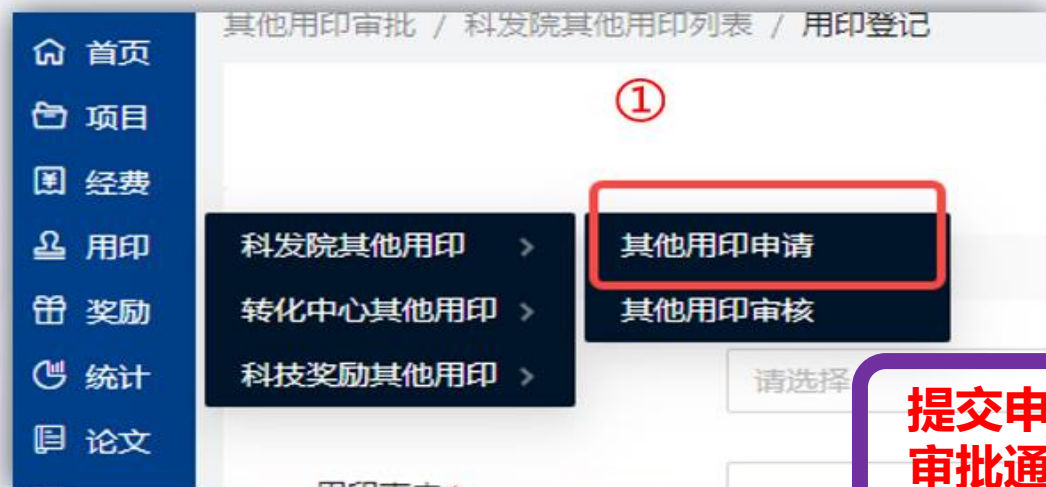 其他用印审批 / 科发院其他用印列表 / 用印登记
①
首页
项目
经费
用印
奖励
统计
论文
科发院其他用印 >
转化中心其他用印 >
科技奖励其他用印 >
其他用印申请
其他用印审核
请选择
提交申
审批通